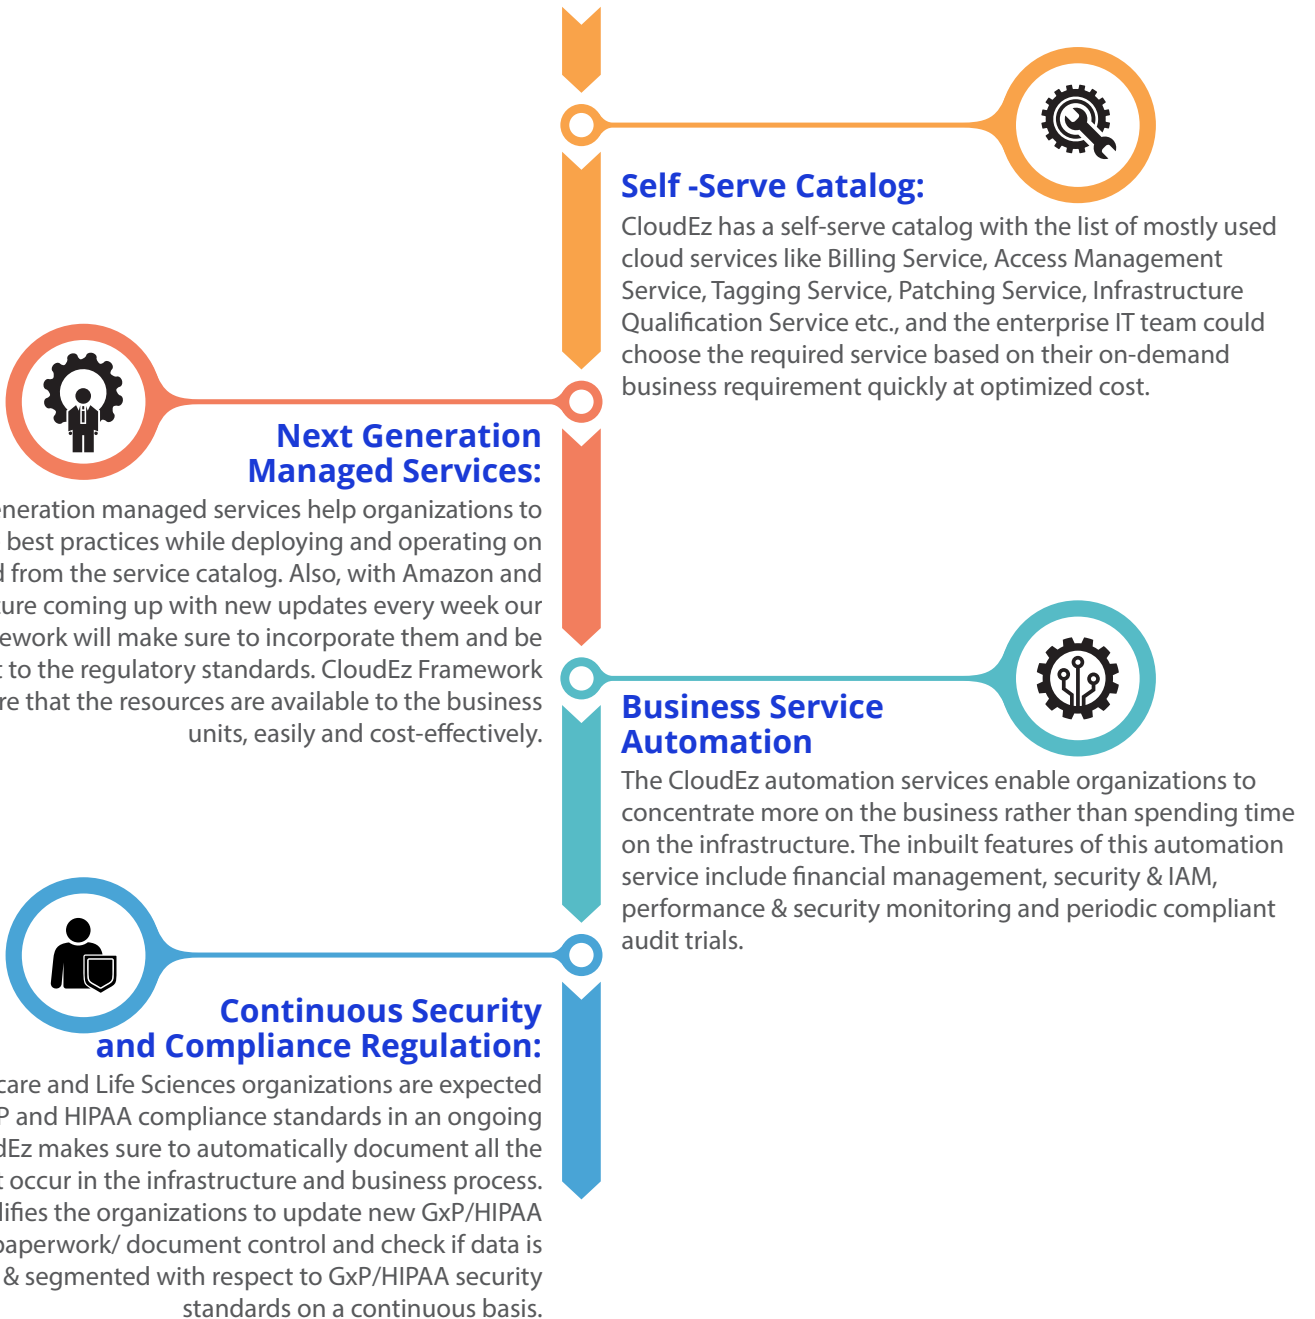 Self -Serve Catalog:
CloudEz has a self-serve catalog with the list of mostly used
cloud services like Billing Service, Access Management
Service, Tagging Service, Patching Service, Infrastructure
Qualification Service etc., and the enterprise IT team could
choose the required service based on their on-demand
business requirement quickly at optimized cost.
Next Generation
Managed Services:
managed services help organizations to
best practices while deploying and operating on
from the service catalog. Also, with Amazon and
coming up with new updates every week our
will make sure to incorporate them and be
to the regulatory standards. CloudEz Framework
that the resources are available to the business
units, easily and cost-effectively.
Business Service
Automation
The CloudEz automation services enable organizations to
concentrate more on the business rather than spending time
on the infrastructure. The inbuilt features of this automation
service include financial management, security & IAM,
performance & security monitoring and periodic compliant
audit trials.
Continuous Security
and Compliance Regulation:
care and Life Sciences organizations are expected
and HIPAA compliance standards in an ongoing
makes sure to automatically document all the
occur in the infrastructure and business process.
the organizations to update new GxP/HIPAA
paperwork/ document control and check if data is
& segmented with respect to GxP/HIPAA security
standards on a continuous basis.